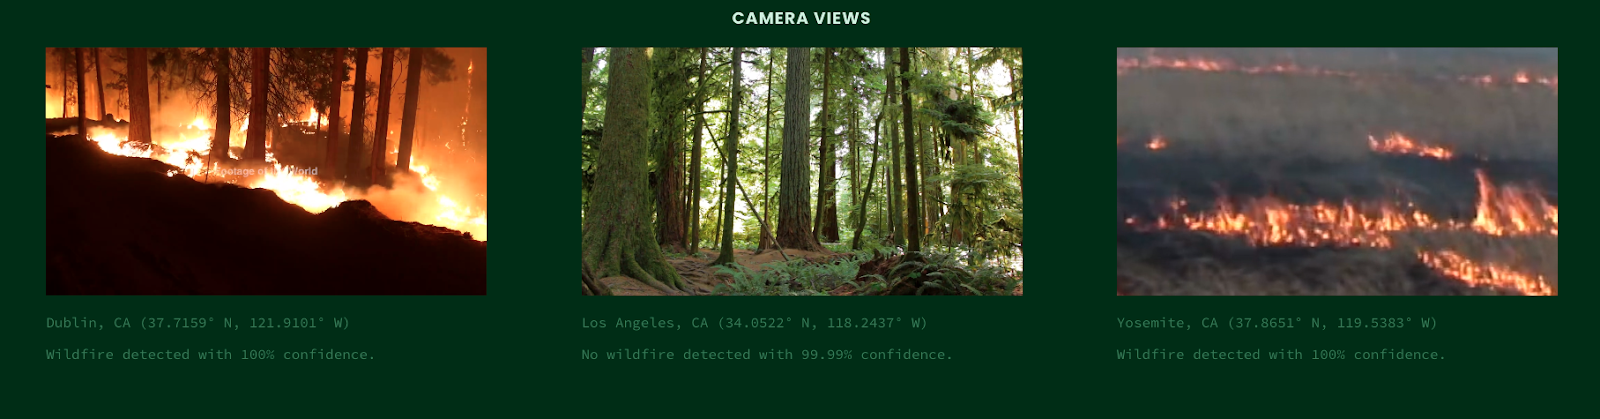 CAMERA VIEWS
Footage of the World
Dublin, CA (37.7159° N, 121.9101° W)
Wildfire detected with 100% confidence.
Los Angeles, CA (34.0522° N, 118.2437° W)
No wildfire detected with 99.99% confidence.
Yosemite, CA (37.8651° N, 119.5383° W)
Wildfire detected with 100% confidence.